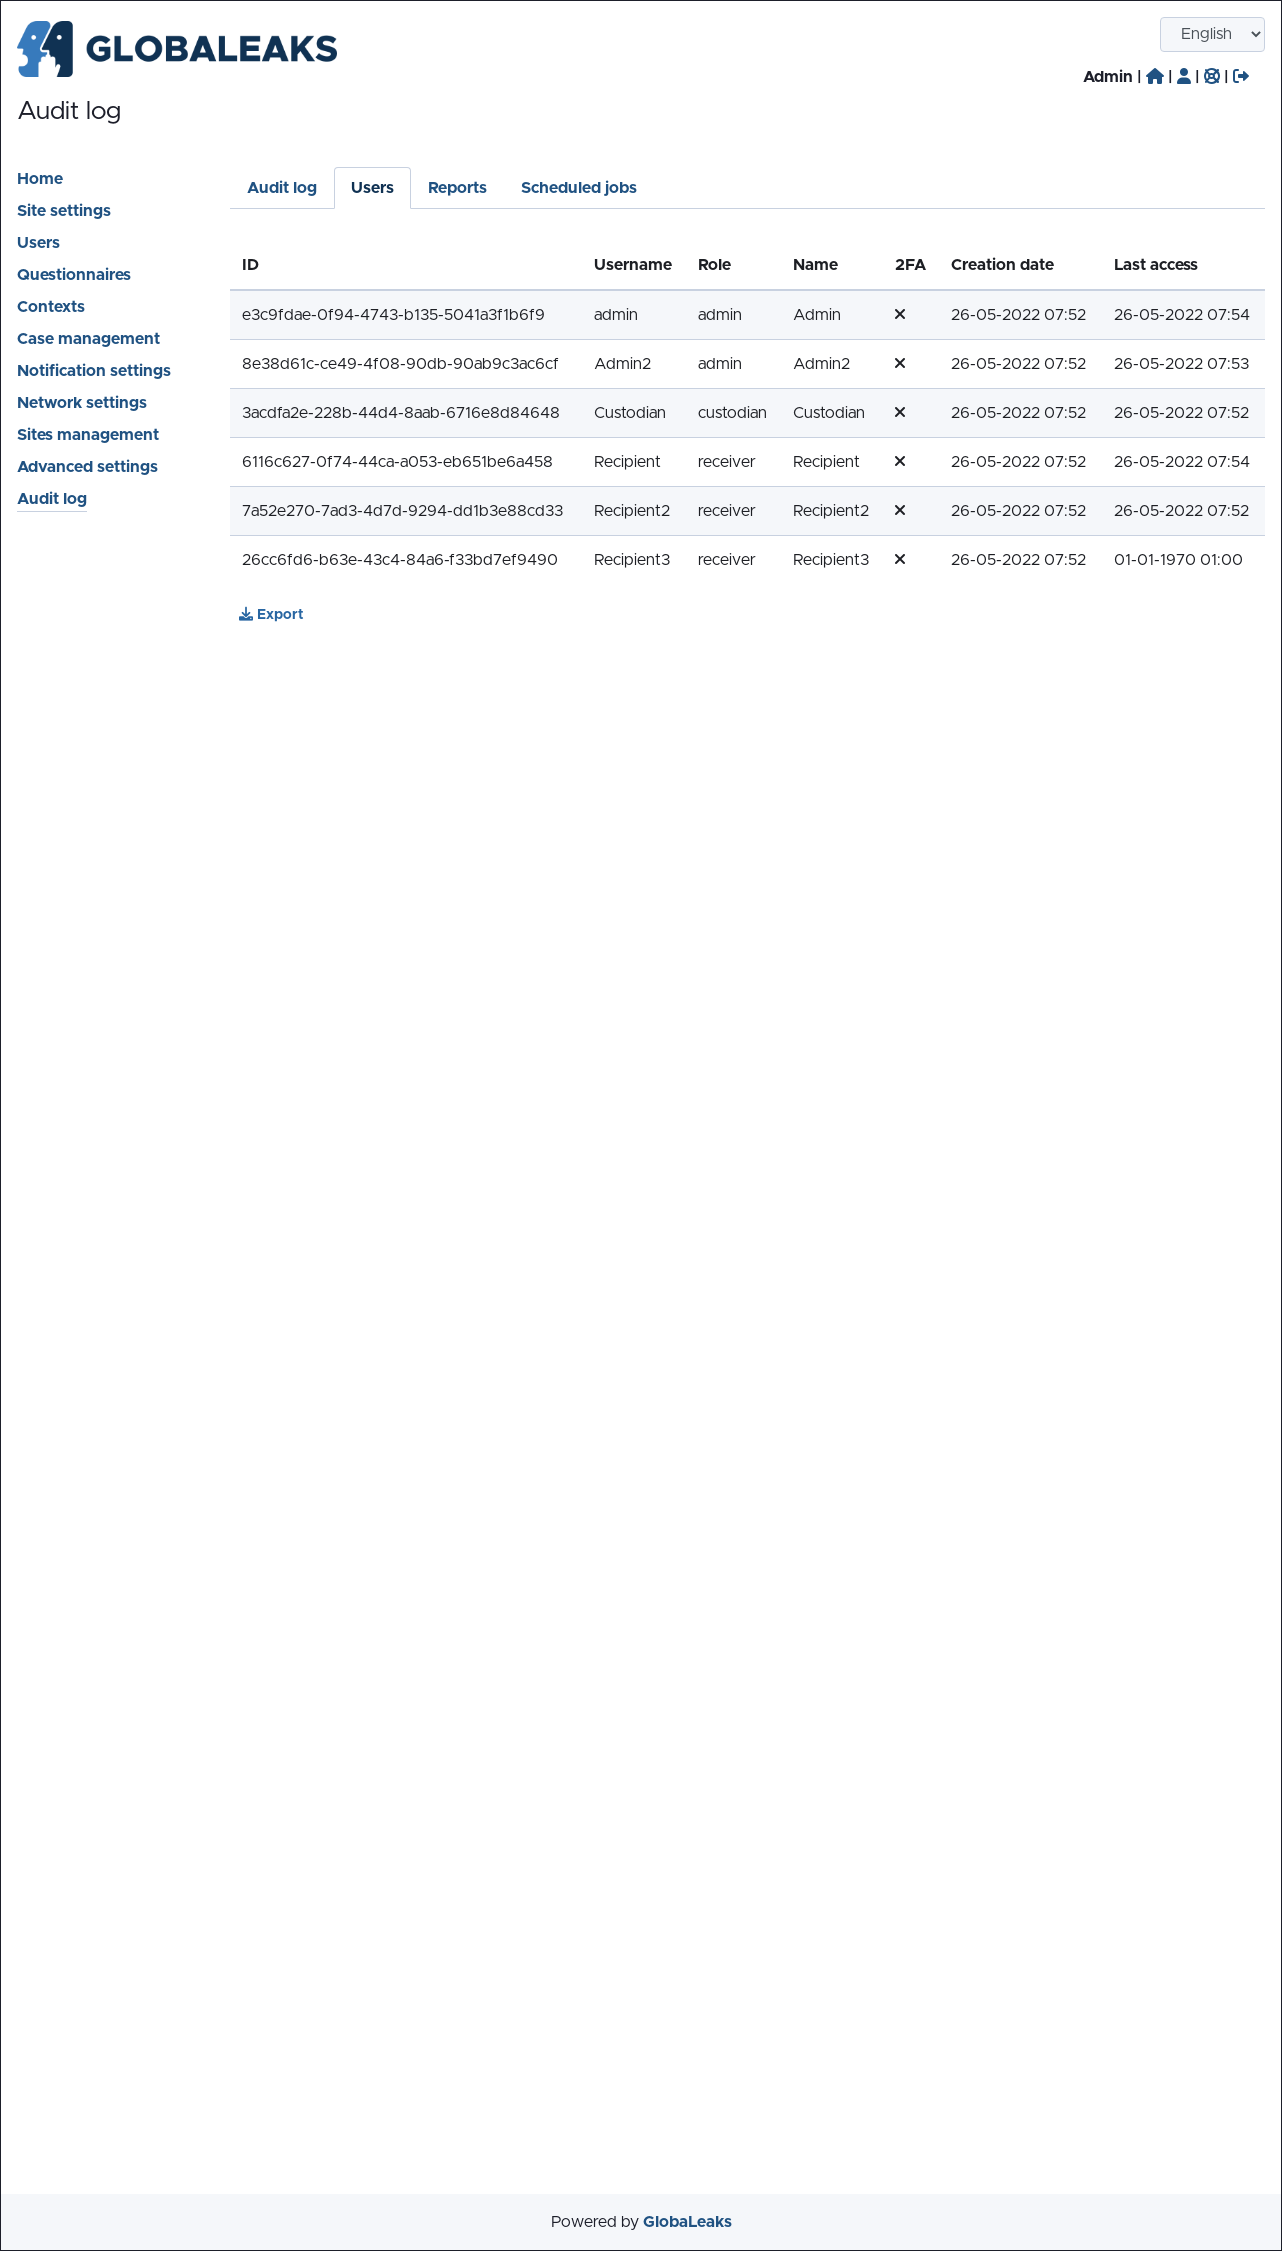 GLOBALEAKS
English
Admin | | | |
Audit log
Home
Site settings
Users
Questionnaires
Contexts
Case management
Notification settings
Network settings
Sites management
Advanced settings
Audit log
Audit log Users Reports Scheduled jobs
ID Username Role Name 2FA Creation date Last access
e3c9fdae-0f94-4743-b135-5041a3f1b6f9 admin admin Admin 26-05-2022 07:52 26-05-2022 07:54
8e38d61c-ce49-4f08-90db-90ab9c3ac6cf Admin2 admin Admin2 26-05-2022 07:52 26-05-2022 07:53
3acdfa2e-228b-44d4-8aab-6716e8d84648 Custodian custodian Custodian 26-05-2022 07:52 26-05-2022 07:52
6116c627-0f74-44ca-a053-eb651be6a458 Recipient receiver Recipient 26-05-2022 07:52 26-05-2022 07:54
7a52e270-7ad3-4d7d-9294-dd1b3e88cd33 Recipient2 receiver Recipient2 26-05-2022 07:52 26-05-2022 07:52
26cc6fd6-b63e-43c4-84a6-f33bd7ef9490 Recipient3 receiver Recipient3 26-05-2022 07:52 01-01-1970 01:00
Export
Powered by GlobaLeaks